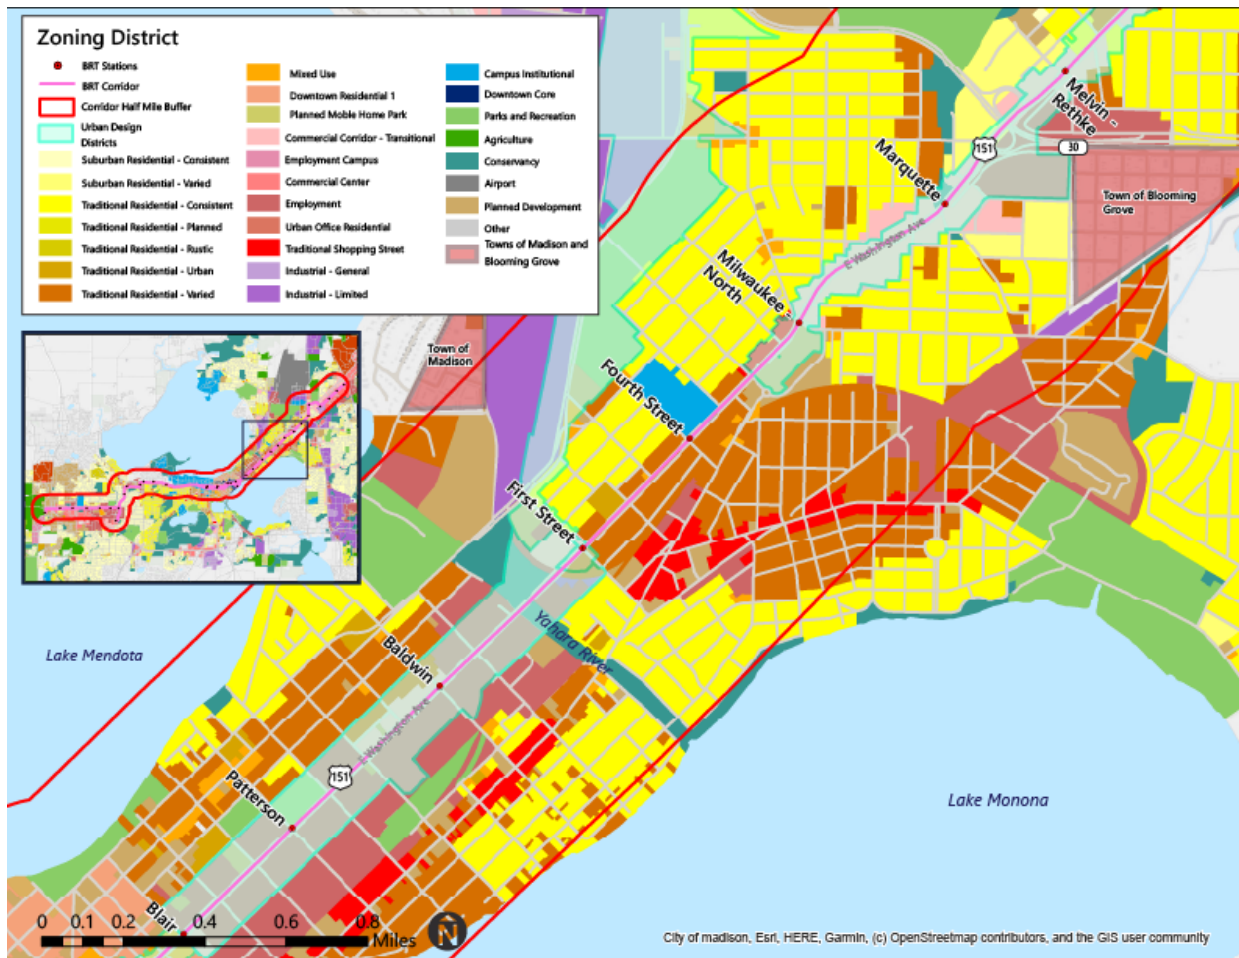 Zoning District
BRT Stations
BRT Corridor
Corridor Half Mile Buffer
Urban Design
Districts
Suburban Residential - Consistent
Suburban Residential - Varied
Traditional Residential - Consistent
Traditional Residential - Planned
Traditional Residential - Rustic
Traditional Residential - Urban
Traditional Residential - Varied
Mixed Use
Downtown Residential 1
Planned Moble Home Park
Commercial Corridor - Transitional
Employment Campus
Commercial Center
Employment
Urban Office Residential
Traditional Shopping Street
Industrial - General
Industrial - Limited
Campus Institutional
Downtown Core
Parks and Recreation
Agriculture
Conservancy
Airport
Planned Development
Other
Towns of Madison and
Blooming Grove
Melvin -
Rethke
30
151
Marquette
Town of Blooming
Grove
E Washington Ave
Milwaukee -
North
Town of
Madison
Fourth Street
First Street
Yahara River
Lake Mendota
Baldwin
E Washington Ave
151
Patterson
Lake Monona
Blair
0 0.1 0.2 0.4 0.6 0.8
Miles
N
City of madison, Esri, HERE, Garmin, (c) OpenStreetmap contributors, and the GIS user community